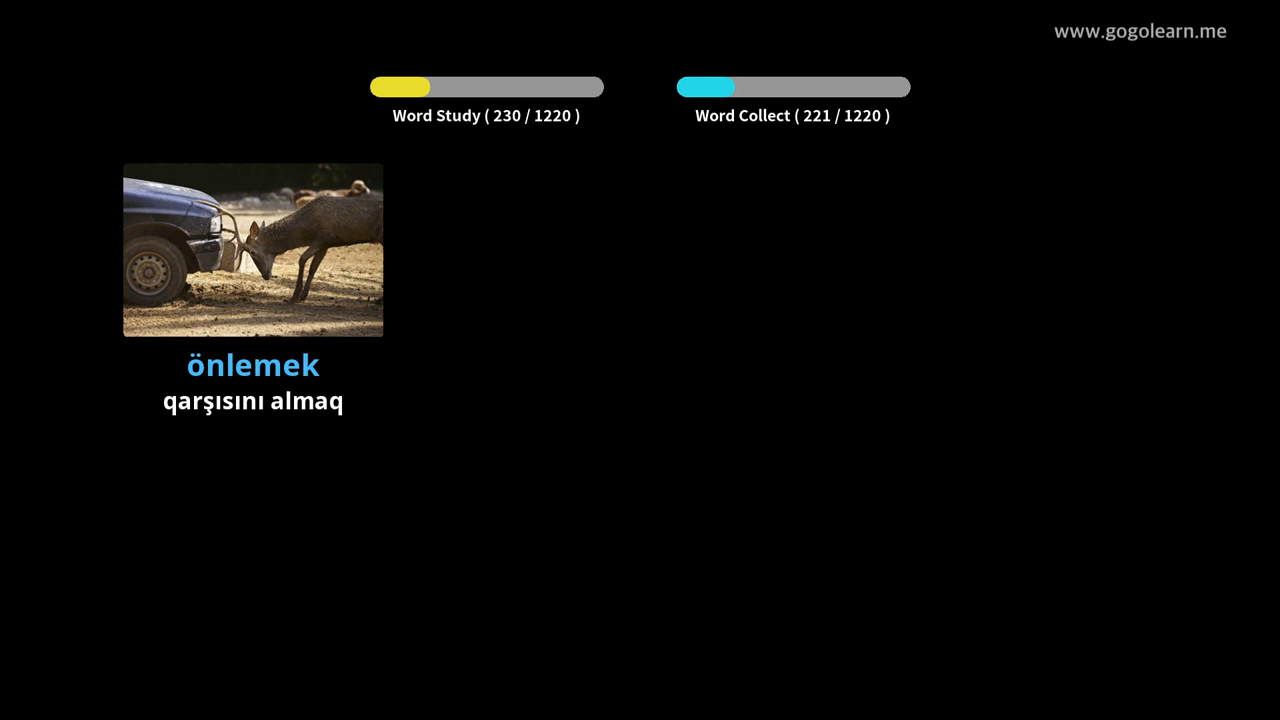 www.gogolearn.me
Word Study ( 230 / 1220 )
Word Collect ( 221 / 1220 )
önlemek
qarşısını almaq